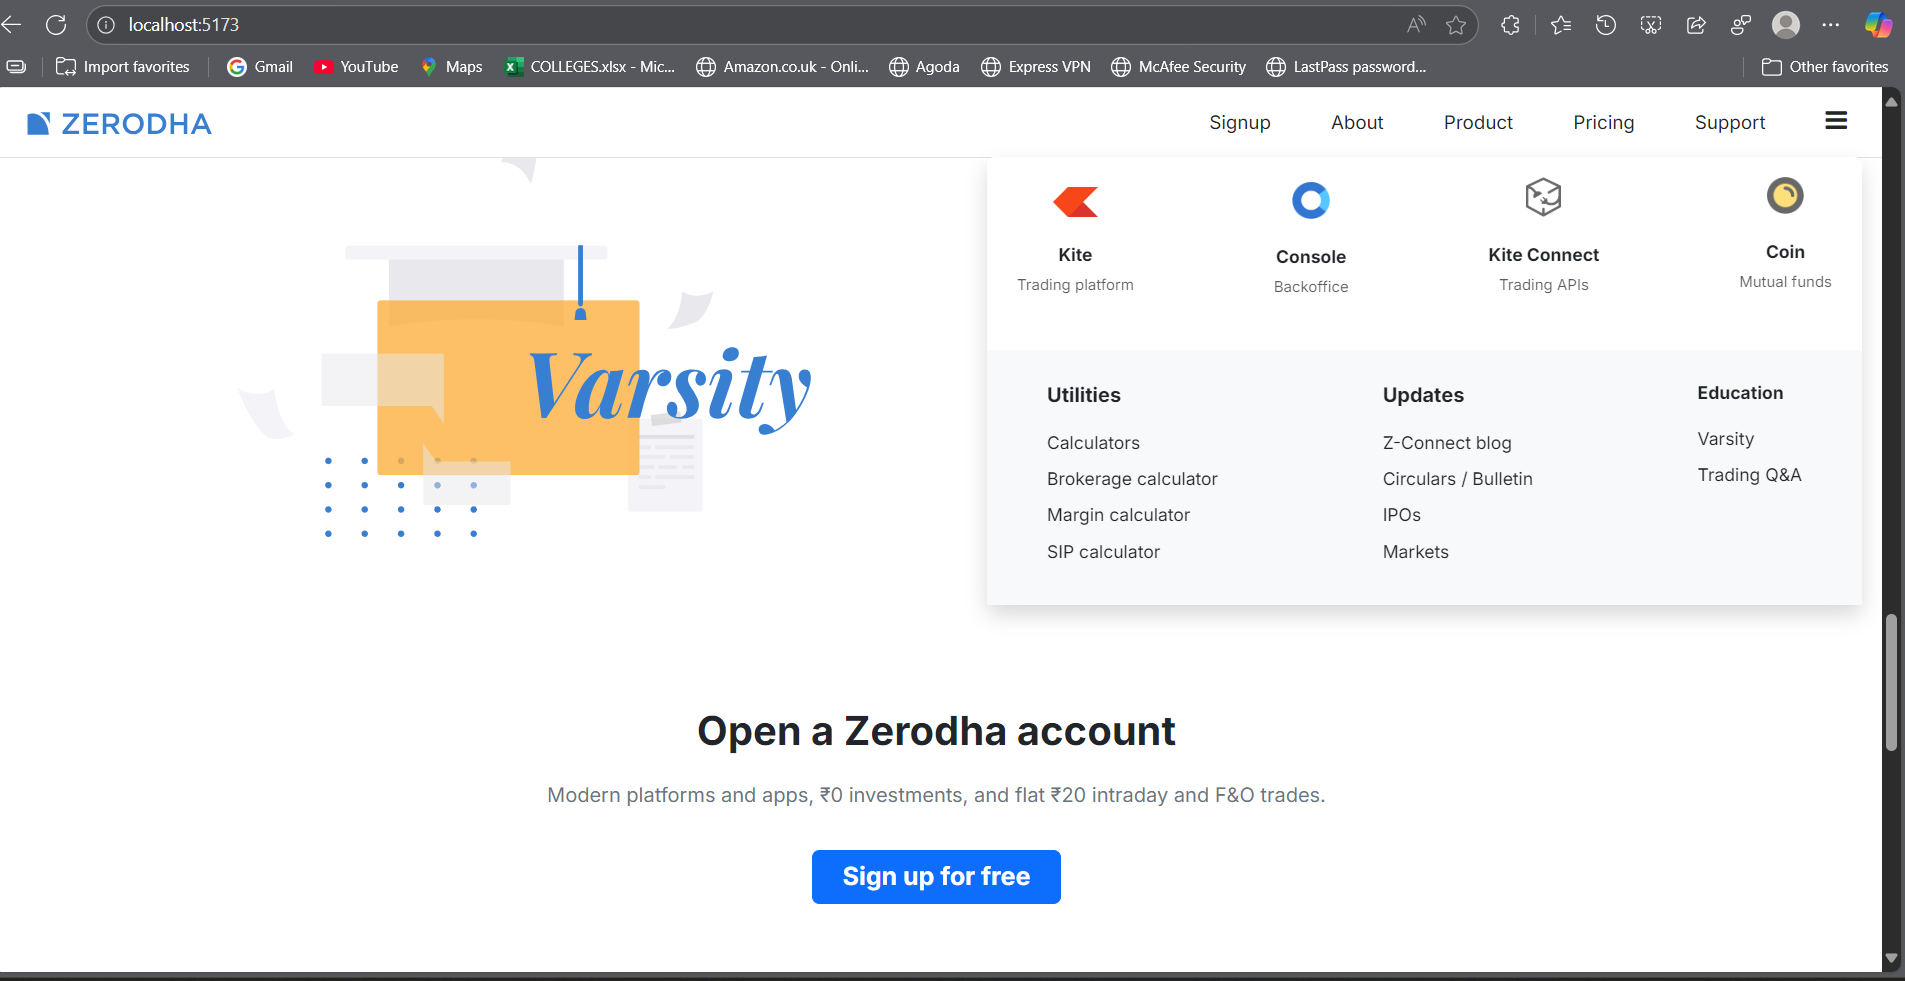 localhost:5173
Import favorites
Gmail
YouTube
Maps
COLLEGES.xlsx - Mic...
Amazon.co.uk - Onli...
Agoda
Express VPN
McAfee Security
LastPass password...
Other favorites
ZERODHA
Signup
About
Product
Pricing
Support
Kite
Trading platform
Console
Backoffice
Kite Connect
Trading APIs
Coin
Mutual funds
Varsity
Utilities
Calculators
Brokerage calculator
Margin calculator
SIP calculator
Updates
Z-Connect blog
Circulars / Bulletin
IPOs
Markets
Education
Varsity
Trading Q&A
Open a Zerodha account
Modern platforms and apps, ₹0 investments, and flat ₹20 intraday and F&O trades.
Sign up for free